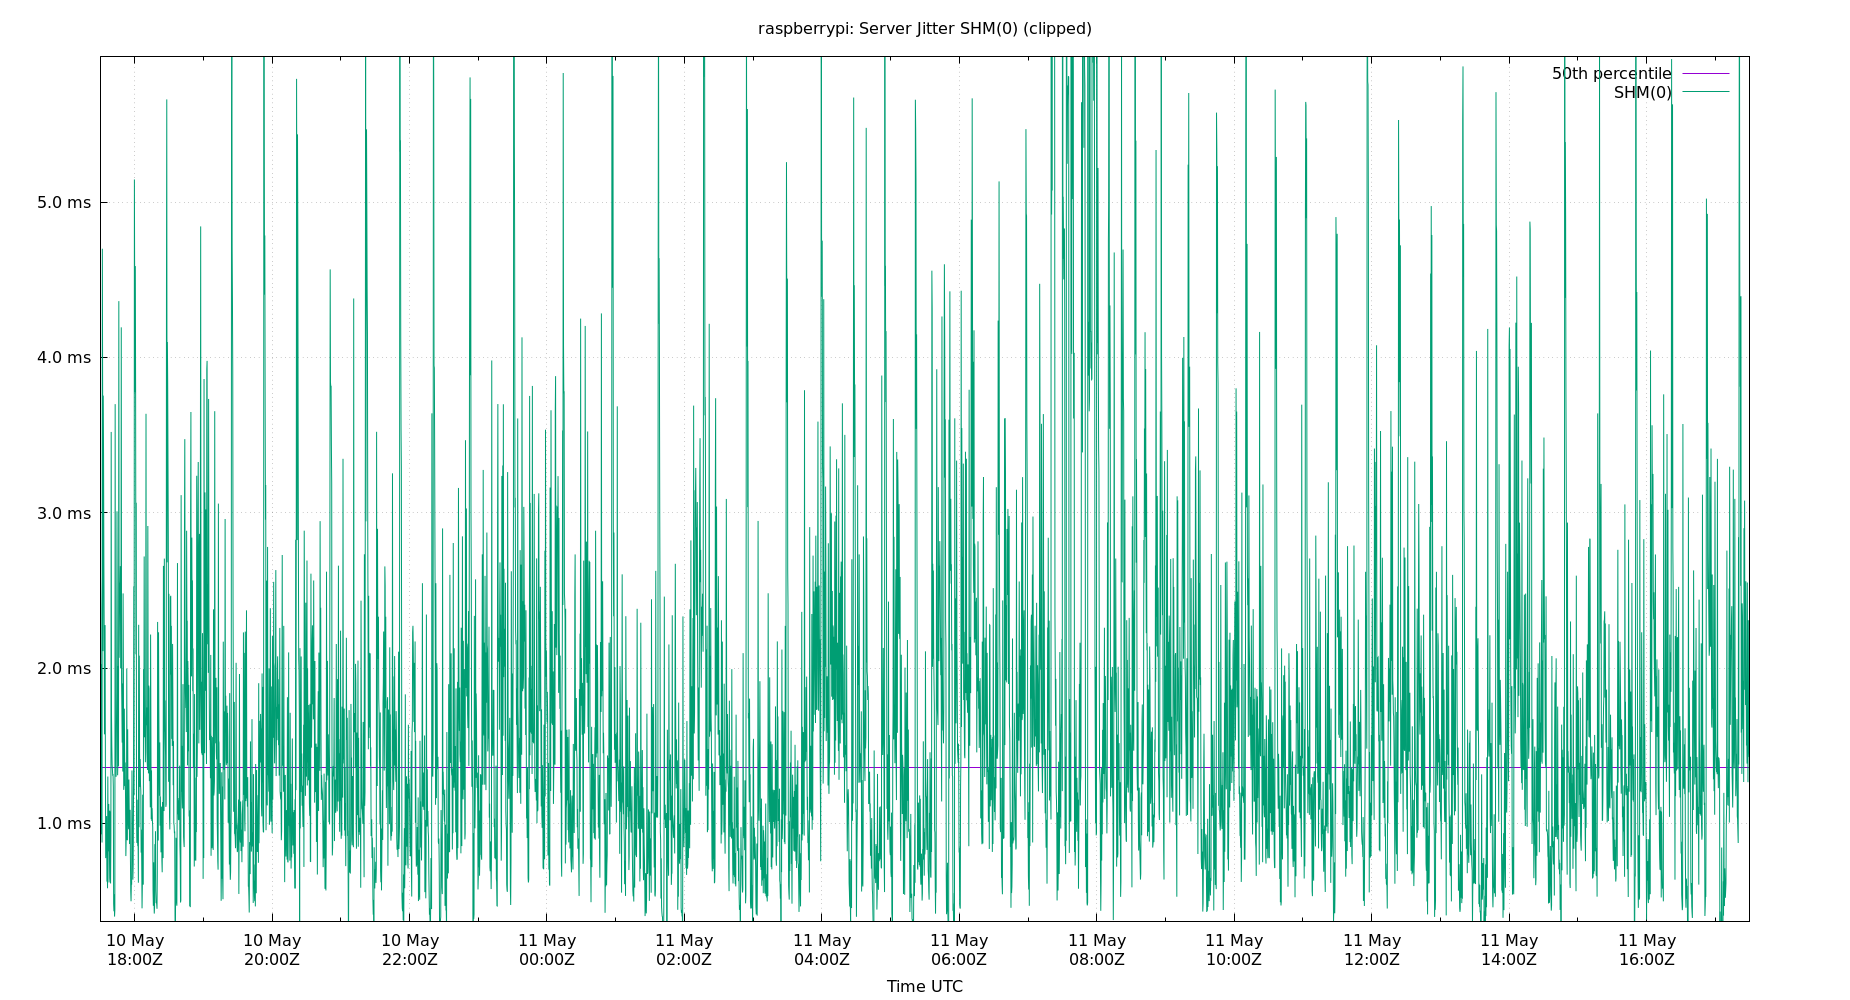 raspberrypi: Server Jitter SHM(0) (clipped)
50th percentile
SHM(0)
5.0 ms
4.0 ms
3.0 ms
2.0 ms
1.0 ms
10 May 10 May 10 May 11 May 11 May 11 May 11 May 11 May 11 May 11 May 11 May 11 May
18:00Z 20:00Z 22:00Z 00:00Z 02:00Z 04:00Z 06:00Z 08:00Z 10:00Z 12:00Z 14:00Z 16:00Z
Time UTC